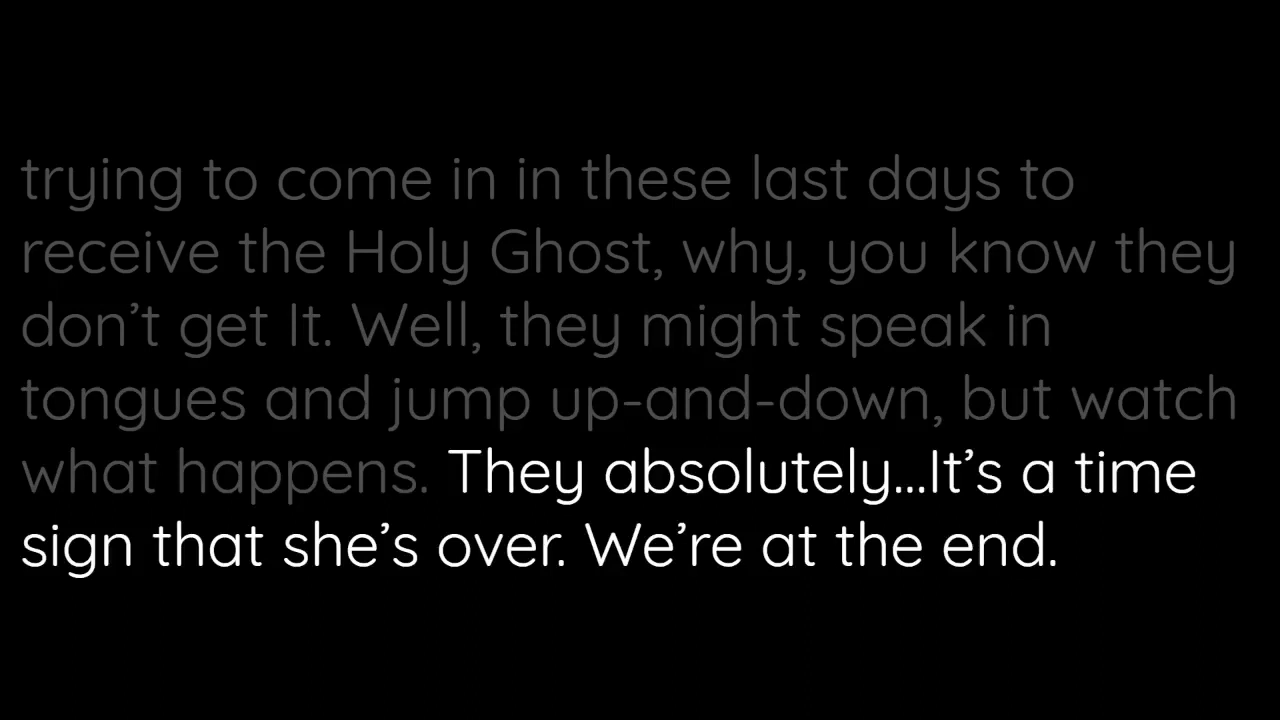 trying to come in in these last days to
receive the Holy Ghost, why, you know they
don’t get It. Well, they might speak in
tongues and jump up-and-down, but watch
what happens. They absolutely...It’s a time
sign that she’s over. We’re at the end.